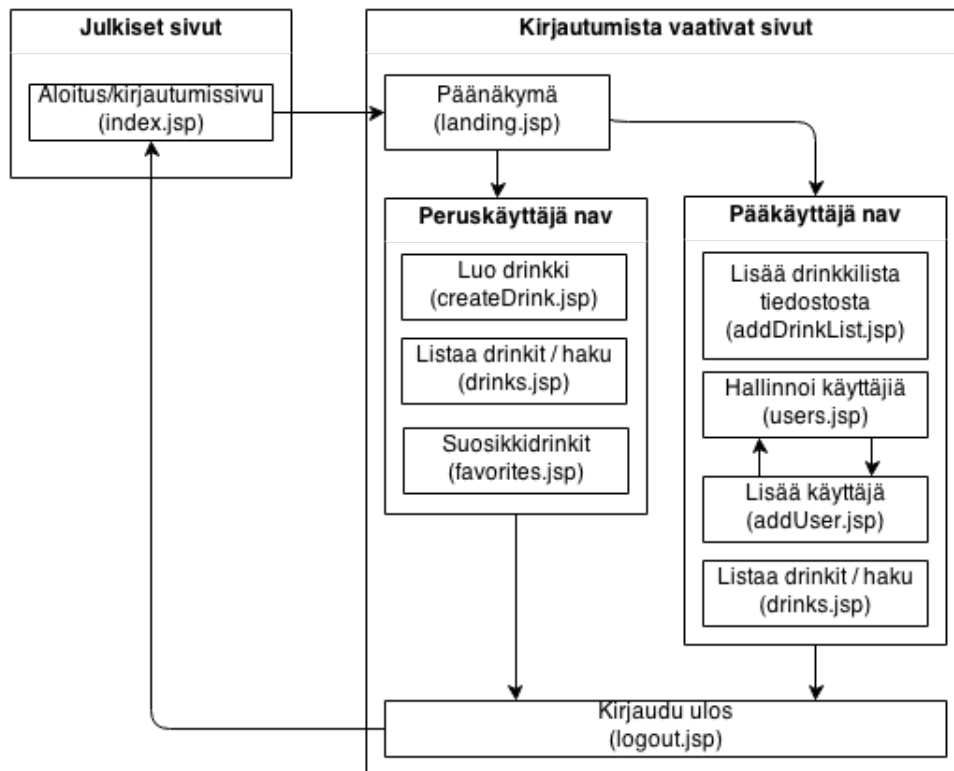 Julkiset sivut
Aloitus/kirjautumissivu
(index.jsp)
Kirjautumista vaativat sivut
Päänäkymä
(landing.jsp)
Peruskäyttäjä nav
Luo drinkki
(createDrink.jsp)
Listaa drinkit / haku
(drinks.jsp)
Suosikkidrinkit
(favorites.jsp)
Pääkäyttäjä nav
Lisää drinkkilista
tiedostosta
(addDrinkList.jsp)
Hallinnoi käyttäjiä
(users.jsp)
Lisää käyttäjä
(addUser.jsp)
Listaa drinkit / haku
(drinks.jsp)
Kirjaudu ulos
(logout.jsp)